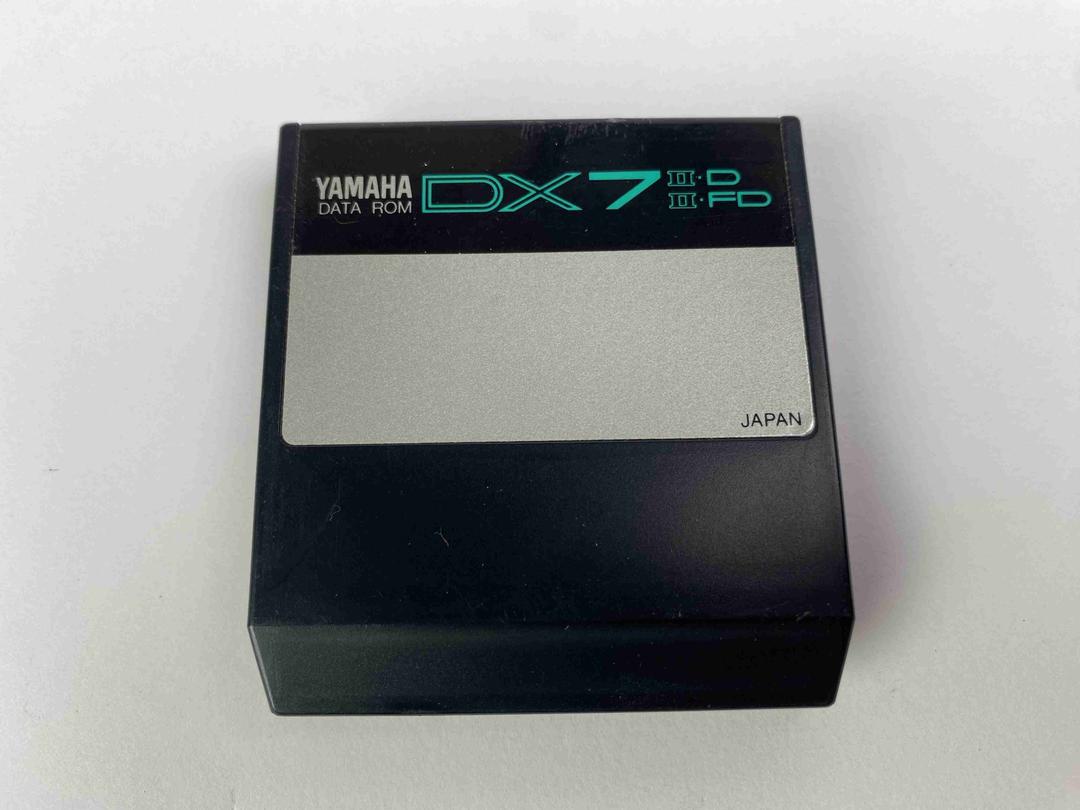 YAMAHA DX7 II·D
DATA ROM II·FD
JAPAN